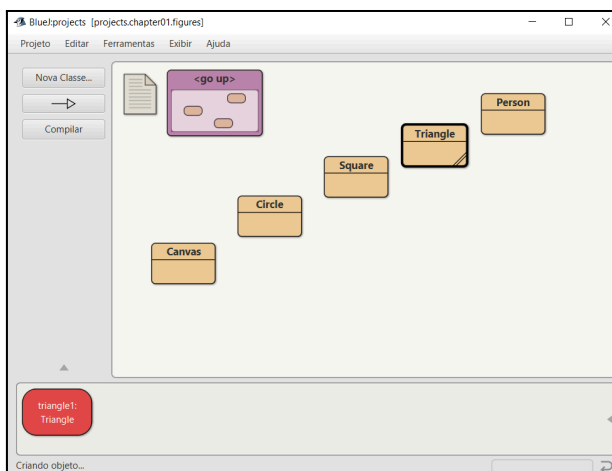 BlueJ:projects [projects.chapter01.figures]
Projeto Editar Ferramentas Exibir Ajuda
Nova Classe...
Compilar
<go up>
Person
Triangle
Square
Circle
Canvas
triangle1:
Triangle
Criando objeto...